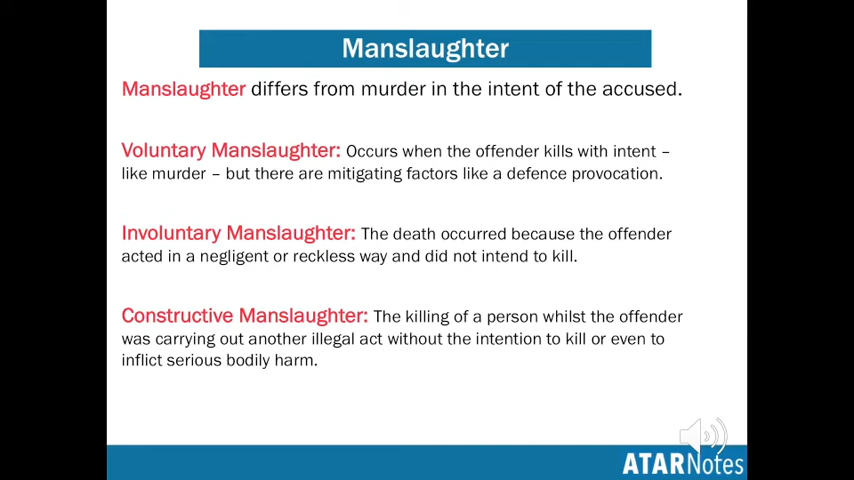 Manslaughter
Manslaughter differs from murder in the intent of the accused.
Voluntary Manslaughter: Occurs when the offender kills with intent –
like murder – but there are mitigating factors like a defence provocation.
Involuntary Manslaughter: The death occurred because the offender
acted in a negligent or reckless way and did not intend to kill.
Constructive Manslaughter: The killing of a person whilst the offender
was carrying out another illegal act without the intention to kill or even to
inflict serious bodily harm.
ATARNotes